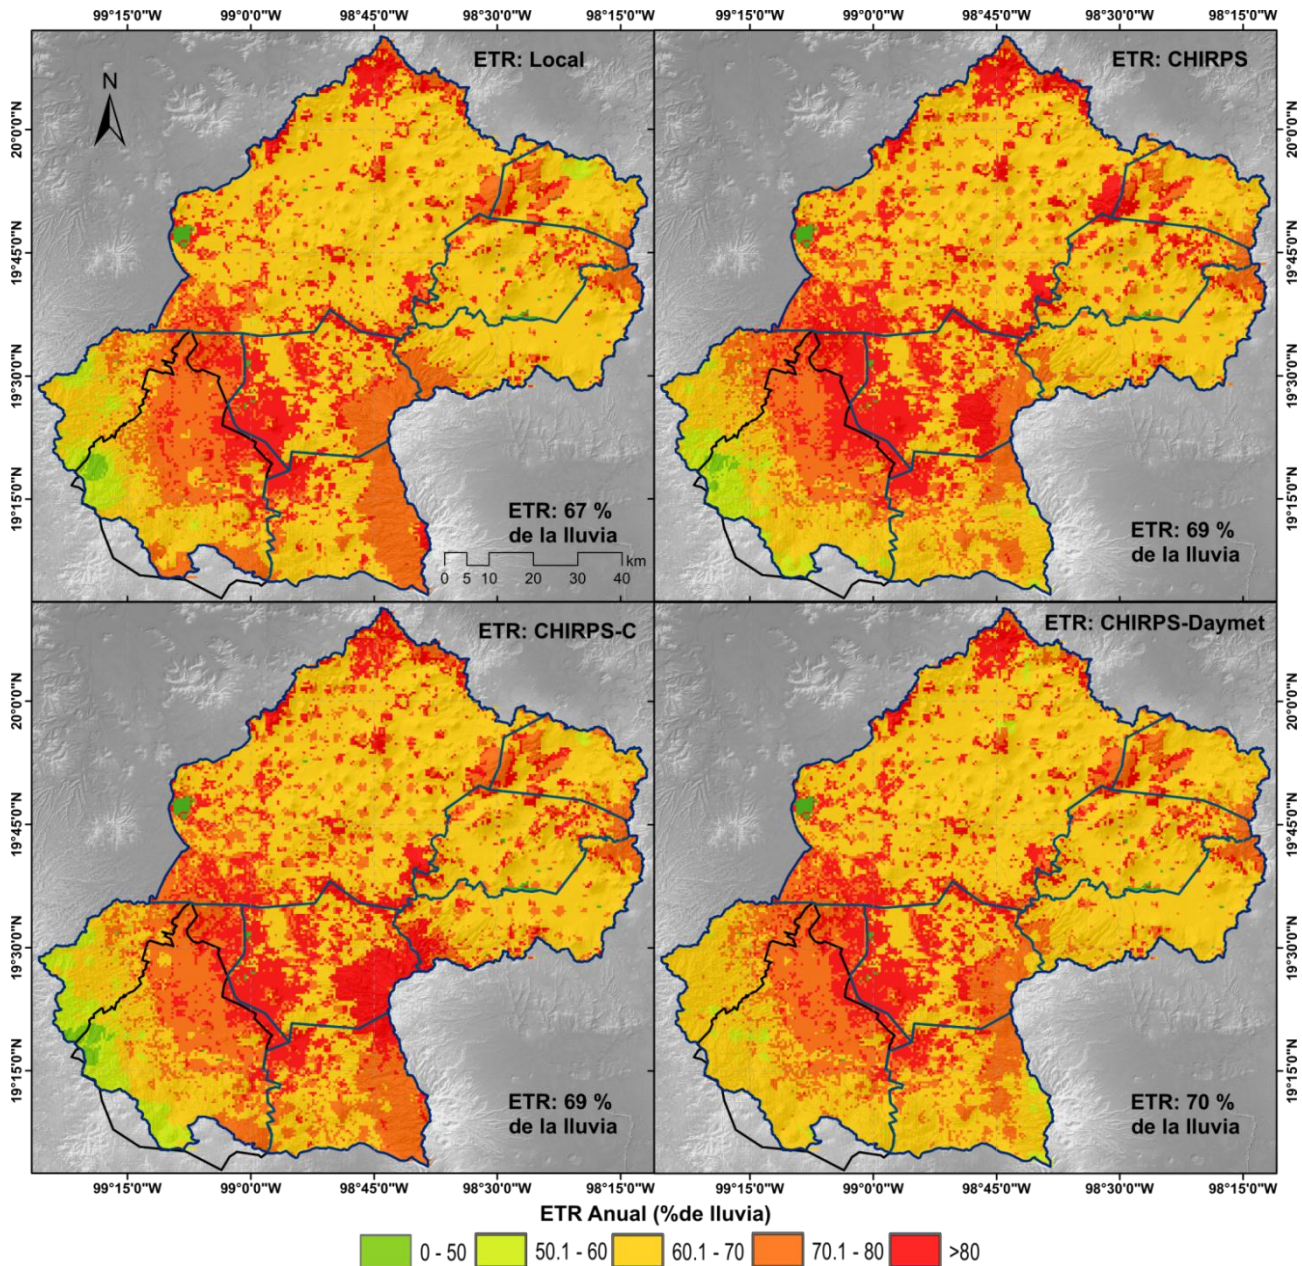 99°15'0"W 99°0'0"W 98°45'0"W 98°30'0"W 98°15'0"W 99°15'0"W 99°0'0"W 98°45'0"W 98°30'0"W 98°15'0"W
ETR: Local
N
ETR: CHIRPS
20°0'0"N
19°45'0"N
19°30'0"N
19°15'0"N
20°0'0"N
19°45'0"N
19°30'0"N
19°15'0"N
ETR: 67 %
de la lluvia
km
0 5 10 20 30 40
ETR: 69 %
de la lluvia
ETR: CHIRPS-C
ETR: CHIRPS-Daymet
20°0'0"N
19°45'0"N
19°30'0"N
19°15'0"N
20°0'0"N
19°45'0"N
19°30'0"N
19°15'0"N
ETR: 69 %
de la lluvia
ETR: 70 %
de la lluvia
99°15'0"W 99°0'0"W 98°45'0"W 98°30'0"W 98°15'0"W 99°15'0"W 99°0'0"W 98°45'0"W 98°30'0"W 98°15'0"W
ETR Anual (%de lluvia)
0 - 50 50.1 - 60 60.1 - 70 70.1 - 80 >80